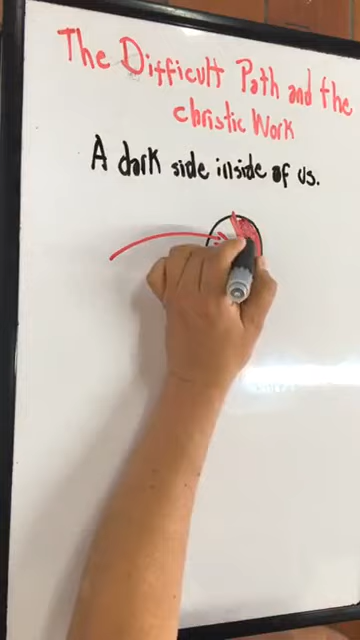 The Difficult Path and the
christic Work
A dark side inside of us.